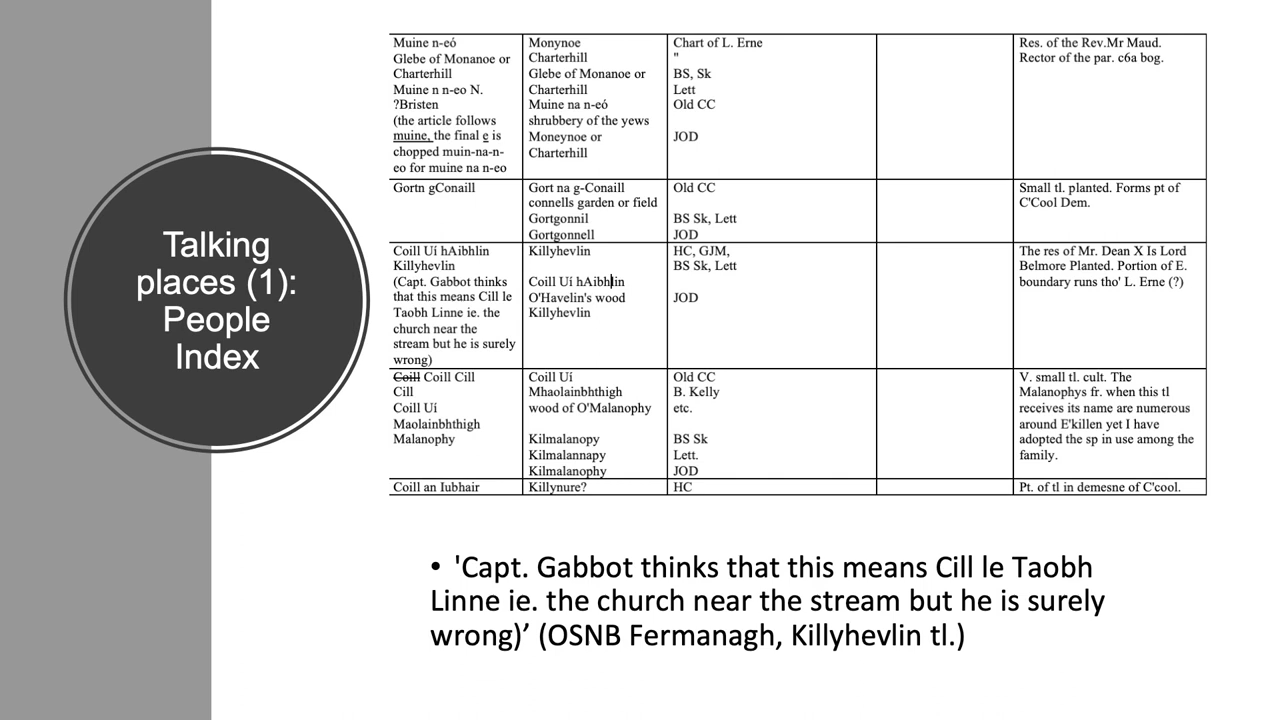 Talking
places (1):
People
Index
Muine n-eó
Glebe of Monanoe or
Charterhill
Muine n n-eo N.
?Bristen
(the article follows
muine, the final e is
chopped muin-na-n-
eo for muine na n-eo
Monynoe
Charterhill
Glebe of Monanoe or
Charterhill
Muine na n-eó
shrubbery of the yews
Moneynoe or
Charterhill
Chart of L. Erne
"
BS, Sk
Lett
Old CC
JOD
Res. of the Rev.Mr Maud.
Rector of the par. c6a bog.
Gortn gConaill
Gort na g-Conaill
connells garden or field
Gortgonnil
Gortgonnell
Old CC
BS Sk, Lett
JOD
Small tl. planted. Forms pt of
C'Cool Dem.
Coill Uí hAibhlin
Killyhevlin
(Capt. Gabbot thinks
that this means Cill le
Taobh Linne ie. the
church near the
stream but he is surely
wrong)
Killyhevlin
Coill Uí hAibhlin
O'Havelin's wood
Killyhevlin
HC, GJM,
BS Sk, Lett
JOD
The res of Mr. Dean X Is Lord
Belmore Planted. Portion of E.
boundary runs tho' L. Erne (?)
Coill Coill Cill
Cill
Coill Uí
Maolainbhthigh
Malanophy
Coill Uí
Mhaolainbhthigh
wood of O'Malanophy
Kilmalanopy
Kilmalannapy
Kilmalanophy
Old CC
B. Kelly
etc.
BS Sk
Lett.
JOD
V. small tl. cult. The
Malanophys fr. when this tl
receives its name are numerous
around E'killen yet I have
adopted the sp in use among the
family.
Coill an Iubhair
Killynure?
HC
Pt. of tl in demesne of C'cool.
• 'Capt. Gabbot thinks that this means Cill le Taobh
Linne ie. the church near the stream but he is surely
wrong)’ (OSNB Fermanagh, Killyhevlin tl.)